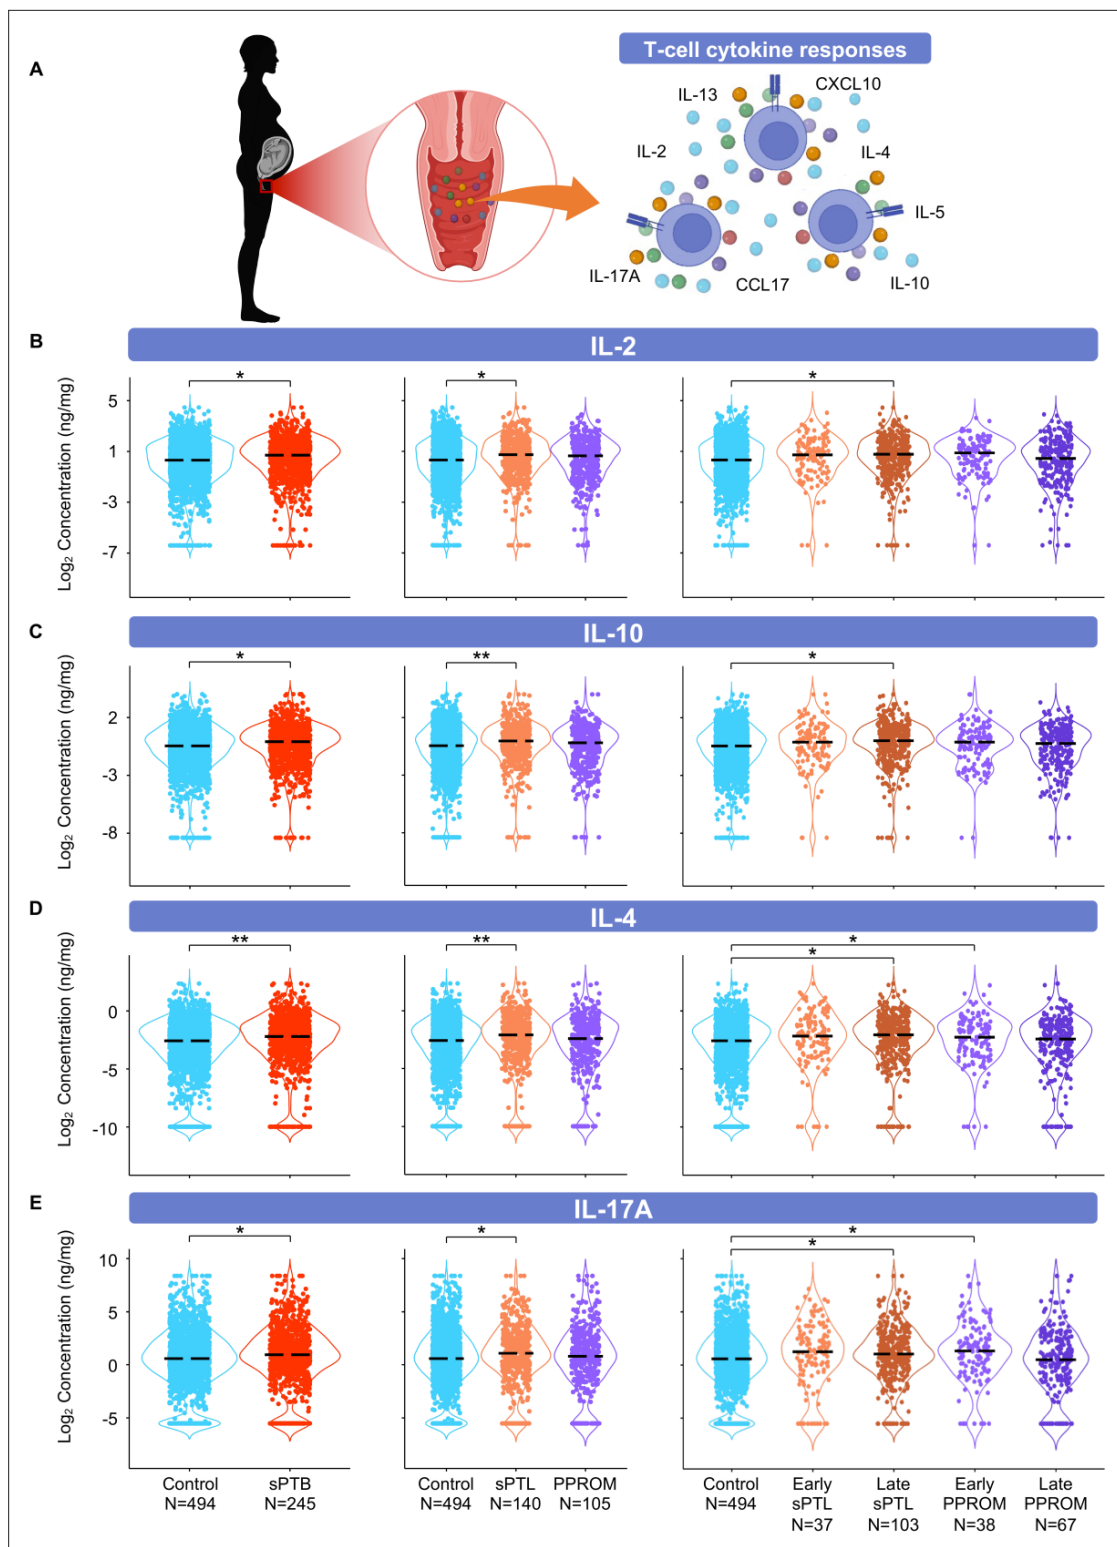 A
T-cell cytokine responses
IL-13
CXCL10
IL-2
IL-4
IL-5
IL-17A
CCL17
IL-10
B
IL-2
Log₂ Concentration (ng/mg)
5
1
-3
-7
*
*
*
C
IL-10
Log₂ Concentration (ng/mg)
2
-3
-8
*
**
*
D
IL-4
Log₂ Concentration (ng/mg)
0
-5
-10
**
**
*
*
E
IL-17A
Log₂ Concentration (ng/mg)
10
5
0
-5
*
*
*
*
Control
N=494
sPTB
N=245
Control
N=494
sPTL
N=140
PPROM
N=105
Control
N=494
Early
sPTL
N=37
Late
sPTL
N=103
Early
PPROM
N=38
Late
PPROM
N=67